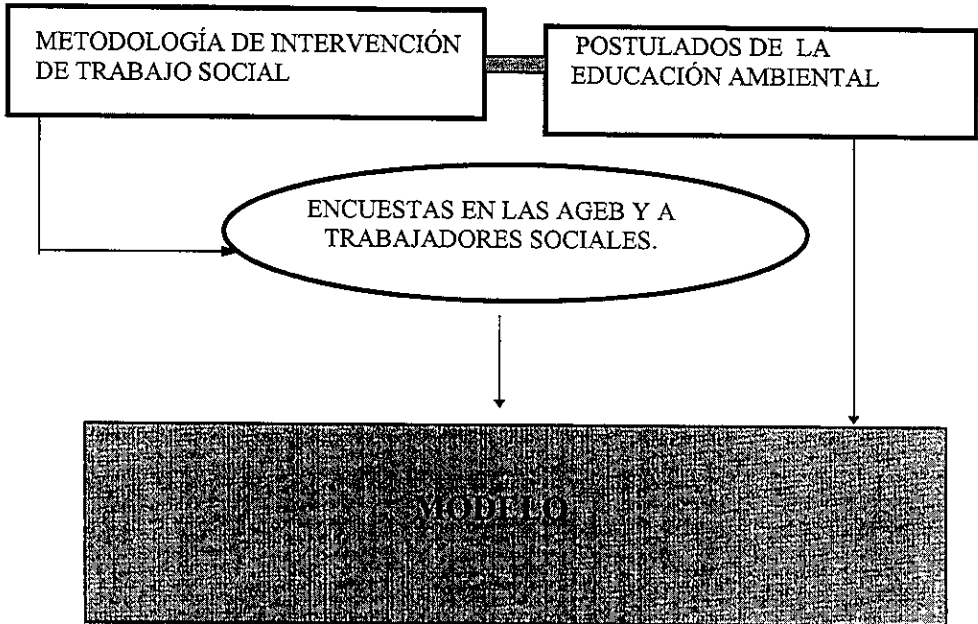 METODOLOGÍA DE INTERVENCIÓN
DE TRABAJO SOCIAL
POSTULADOS DE LA
EDUCACIÓN AMBIENTAL
ENCUESTAS EN LAS AGEB Y A
TRABAJADORES SOCIALES.
MODELO